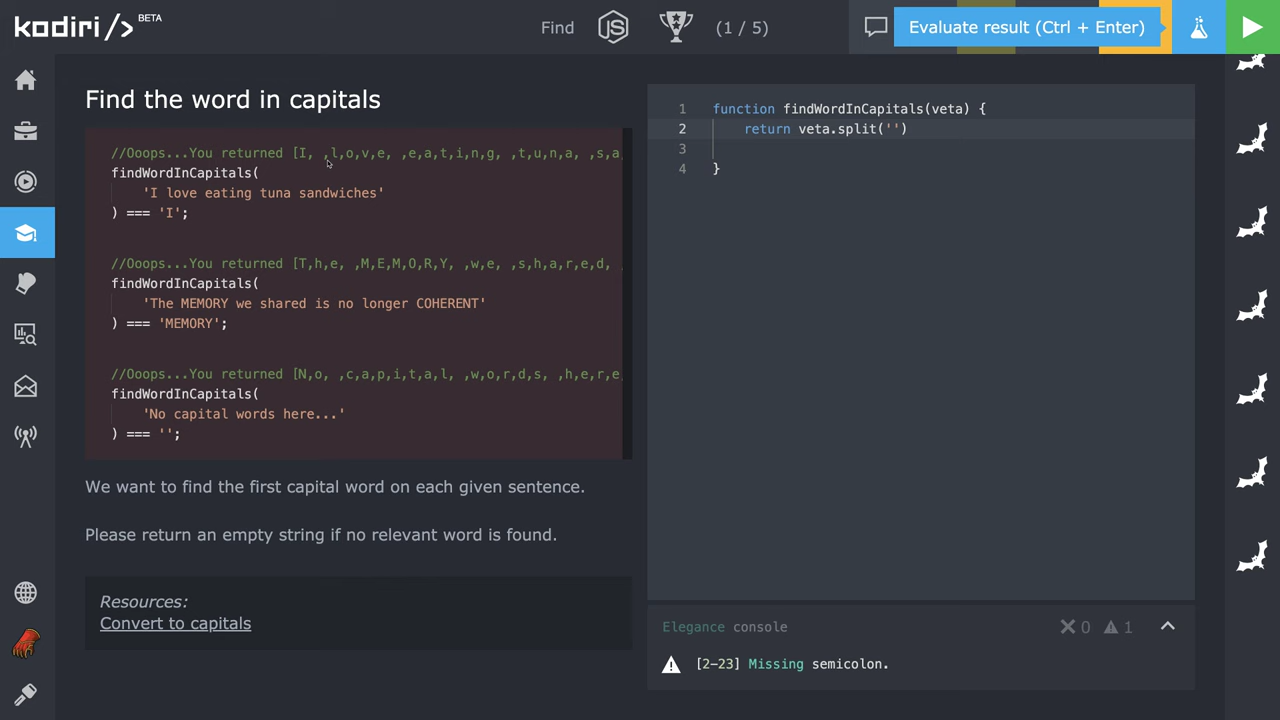 kodiri /> BETA
Find
JS
(1 / 5)
Evaluate result (Ctrl + Enter)
Find the word in capitals
//Ooops...You returned [I, ,l,o,v,e, ,e,a,t,i,n,g, ,t,u,n,a, ,s,a,
findWordInCapitals(
'I love eating tuna sandwiches'
) === 'I';
//Ooops...You returned [T,h,e, ,M,E,M,O,R,Y, ,w,e, ,s,h,a,r,e,d, ,
findWordInCapitals(
'The MEMORY we shared is no longer COHERENT'
) === 'MEMORY';
//Ooops...You returned [N,o, ,c,a,p,i,t,a,l, ,w,o,r,d,s, ,h,e,r,e,
findWordInCapitals(
'No capital words here...'
) === '';
We want to find the first capital word on each given sentence.
Please return an empty string if no relevant word is found.
Resources:
Convert to capitals
1 function findWordInCapitals(veta) {
2 return veta.split('')
3
4 }
Elegance console
0 1
[2-23] Missing semicolon.